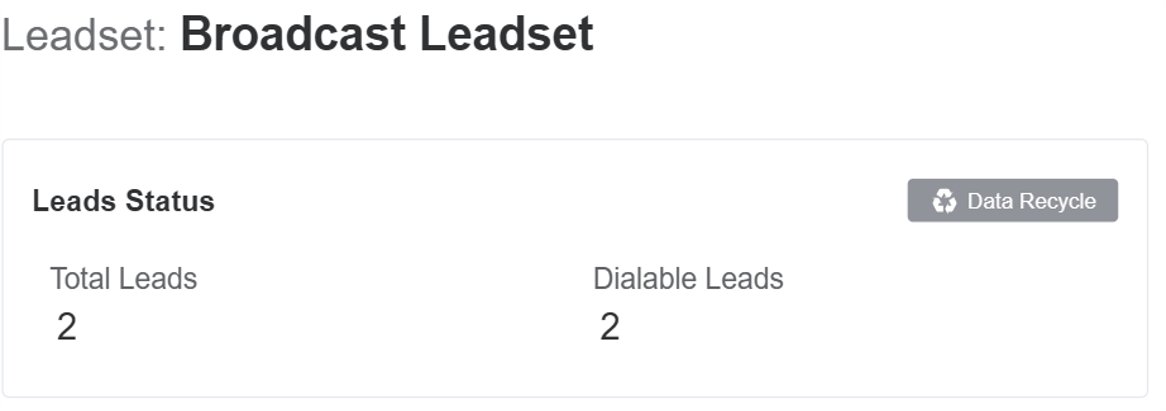 Leadset: Broadcast Leadset
Leads Status
Data Recycle
Total Leads
Dialable Leads
2
2